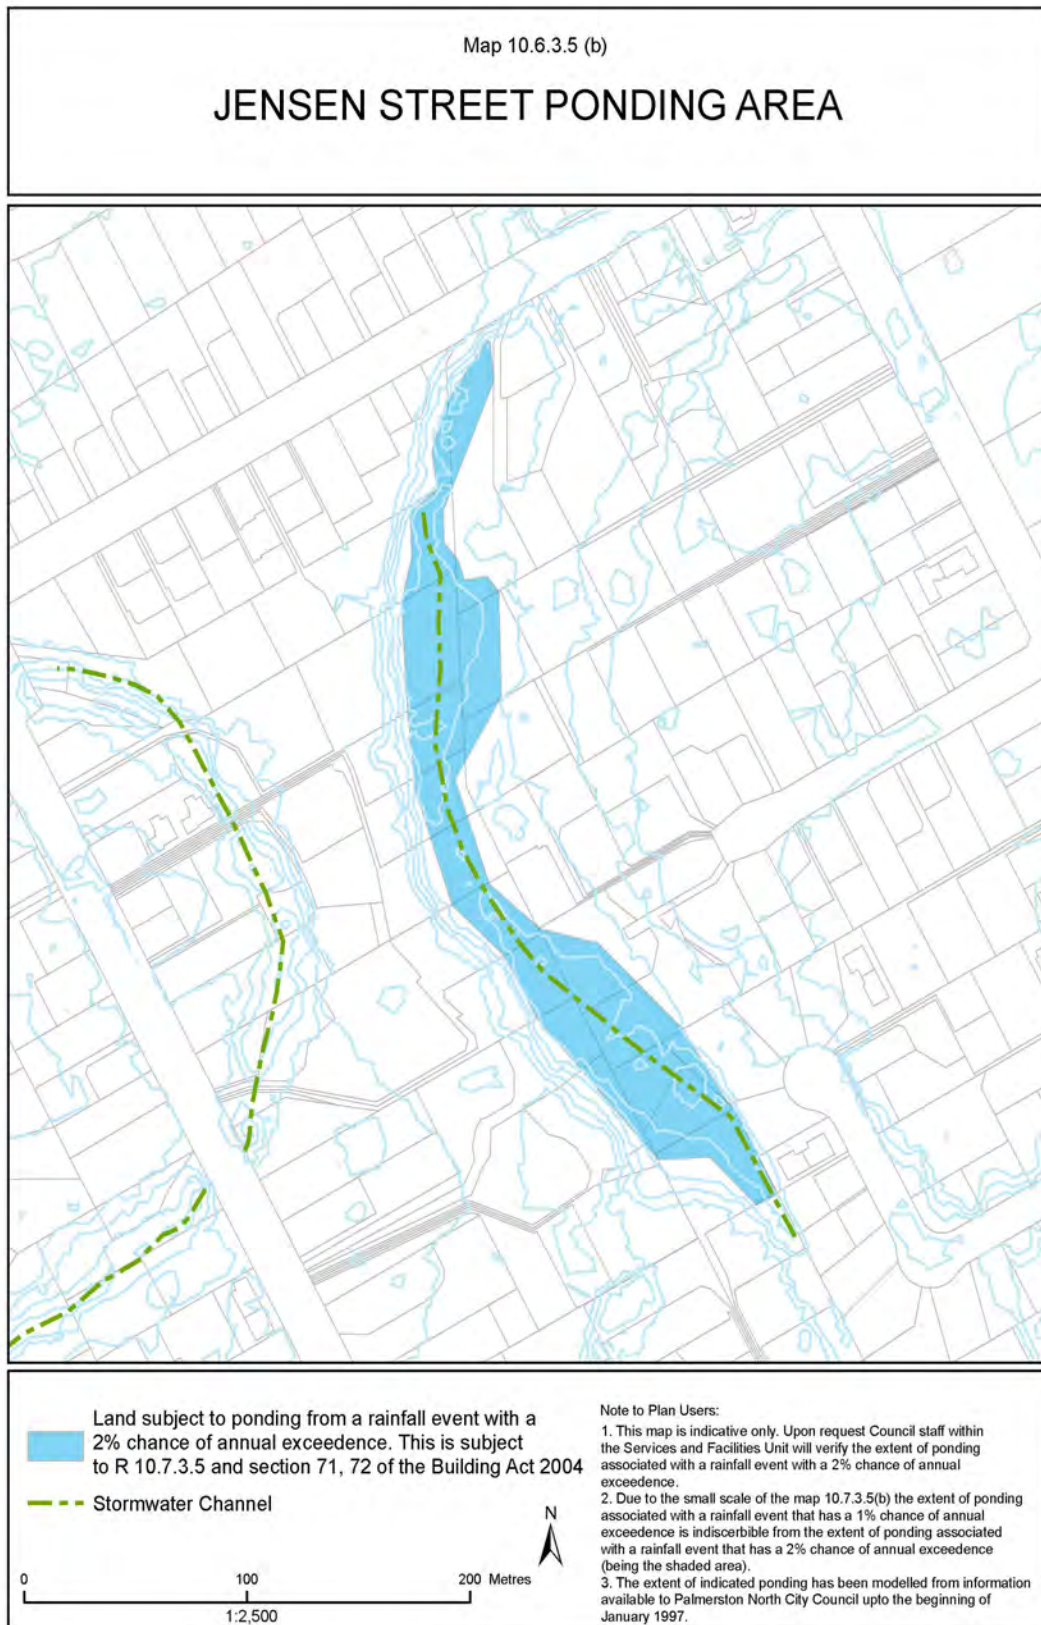 Map 10.6.3.5 (b)
JENSEN STREET PONDING AREA
Land subject to ponding from a rainfall event with a
2% chance of annual exceedence. This is subject
to R 10.7.3.5 and section 71, 72 of the Building Act 2004
Stormwater Channel
N
0 100 200 Metres
1:2,500
Note to Plan Users:
1. This map is indicative only. Upon request Council staff within
the Services and Facilities Unit will verify the extent of ponding
associated with a rainfall event with a 2% chance of annual
exceedence.
2. Due to the small scale of the map 10.7.3.5(b) the extent of ponding
associated with a rainfall event that has a 1% chance of annual
exceedence is indiscerbible from the extent of ponding associated
with a rainfall event that has a 2% chance of annual exceedence
(being the shaded area).
3. The extent of indicated ponding has been modelled from information
available to Palmerston North City Council upto the beginning of
January 1997.